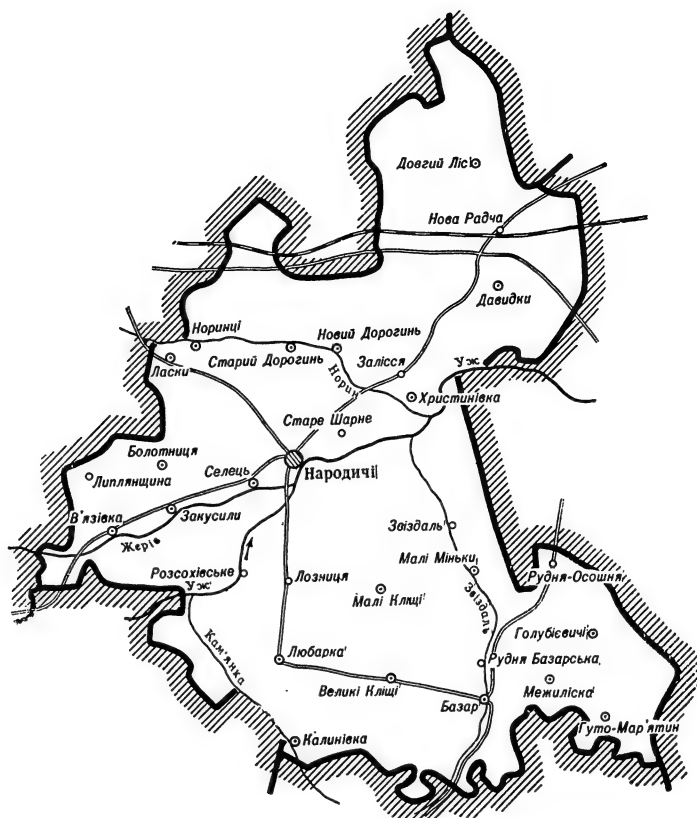 Довгий Ліс
Нова Радча
Давидки
Норинці
Новий Дорогинь
Старий Дорогинь
Ласки
Залісся
Уж
Норин
Христинівка
Старе Шарне
Болотниця
Народичі
Селець
Липлянщина
Закусили
В'язівка
Жерів
Звіздаль
Розсохівське
Малі Міньки
Рудня-Осошня
Уж
Лозниця
Малі Кліщі
Звіздаль
Кам'янка
Голубієвичі
Любарка
Рудня Базарська
Великі Кліщі
Межиліска
Базар
Гуто-Мар'ятин
Калинівка